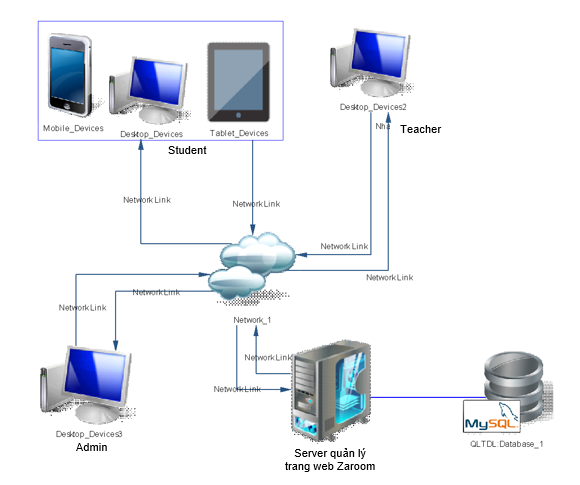 Mobile_Devices
Desktop_Devices
Tablet_Devices
Student
Desktop_Devices2
Nha
Teacher
NetworkLink
NetworkLink
NetworkLink
NetworkLink
NetworkLink
NetworkLink
Network_1
NetworkLink
NetworkLink
Desktop_Devices3
Admin
Server quản lý
trang web Zaroom
MySQL
QLTDL:Database_1